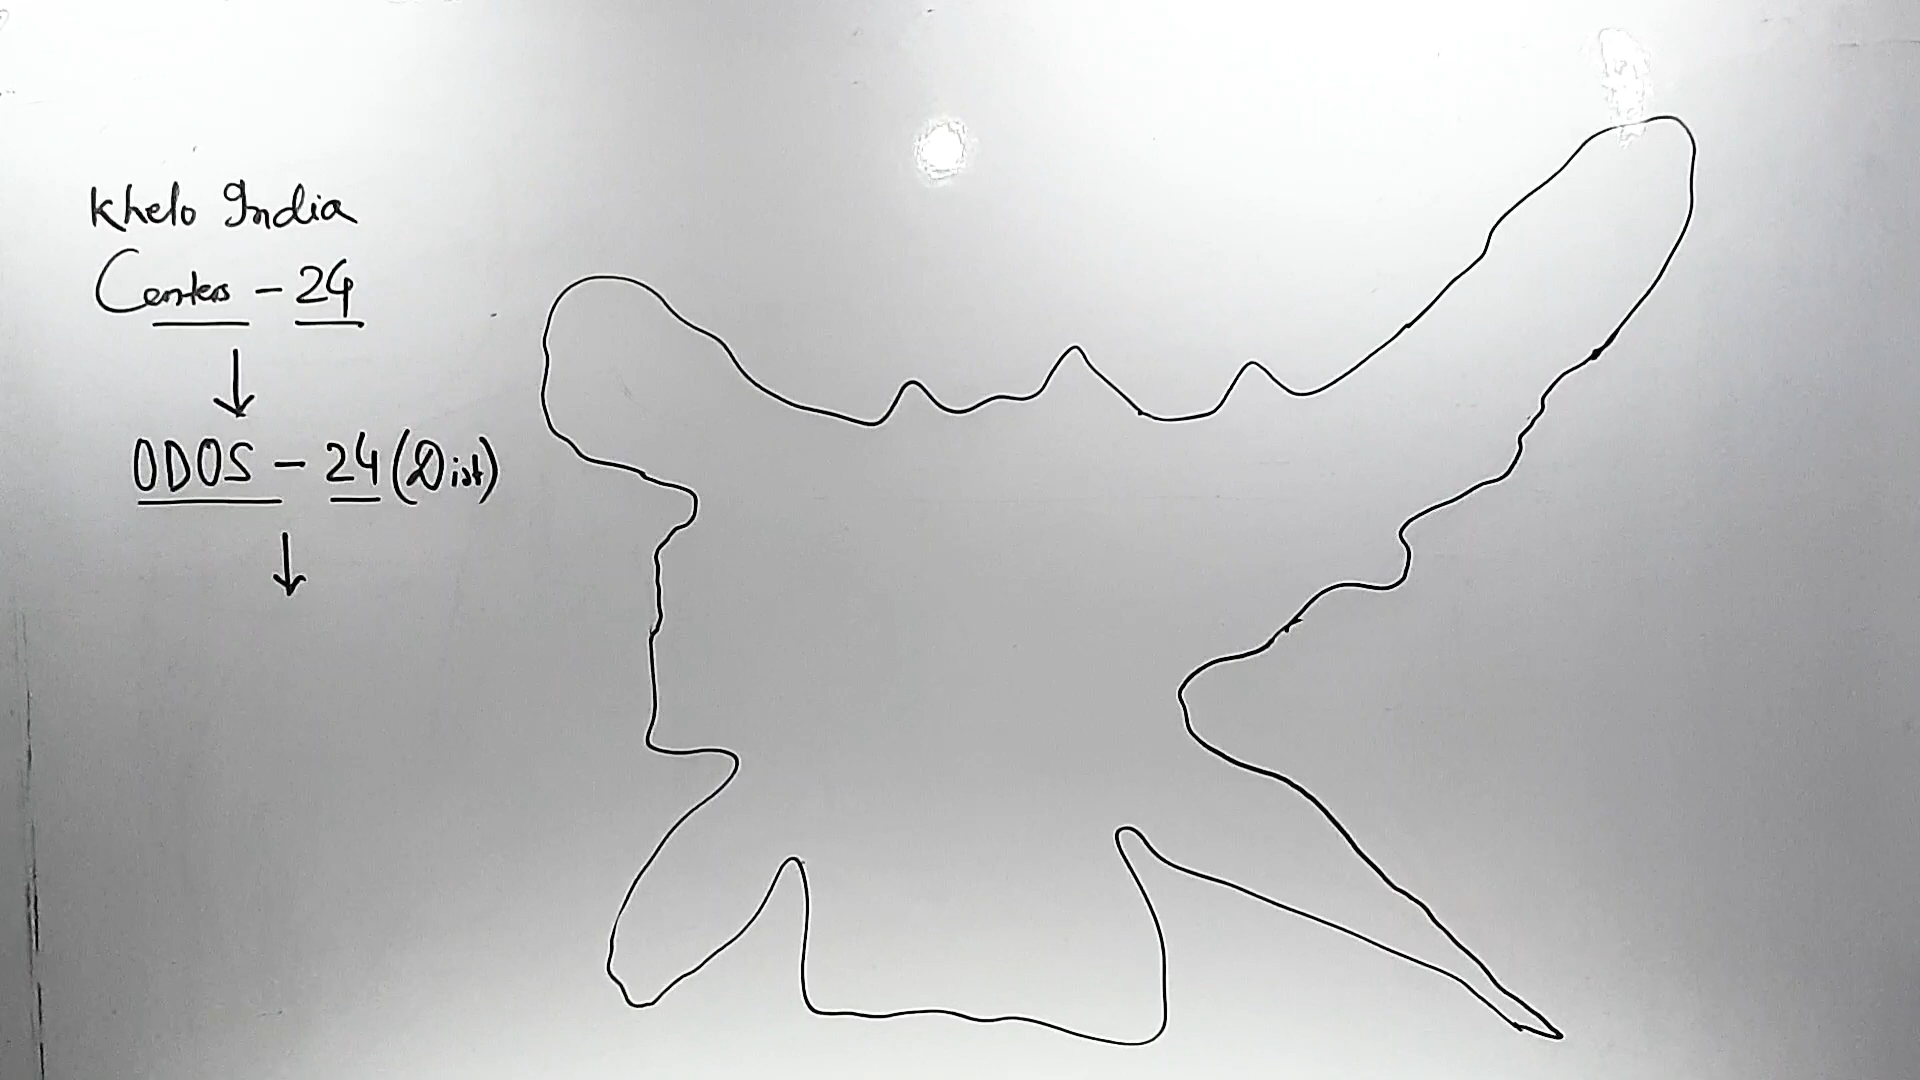 Khelo India
Centers - 24
ODOS - 24 (Dist)